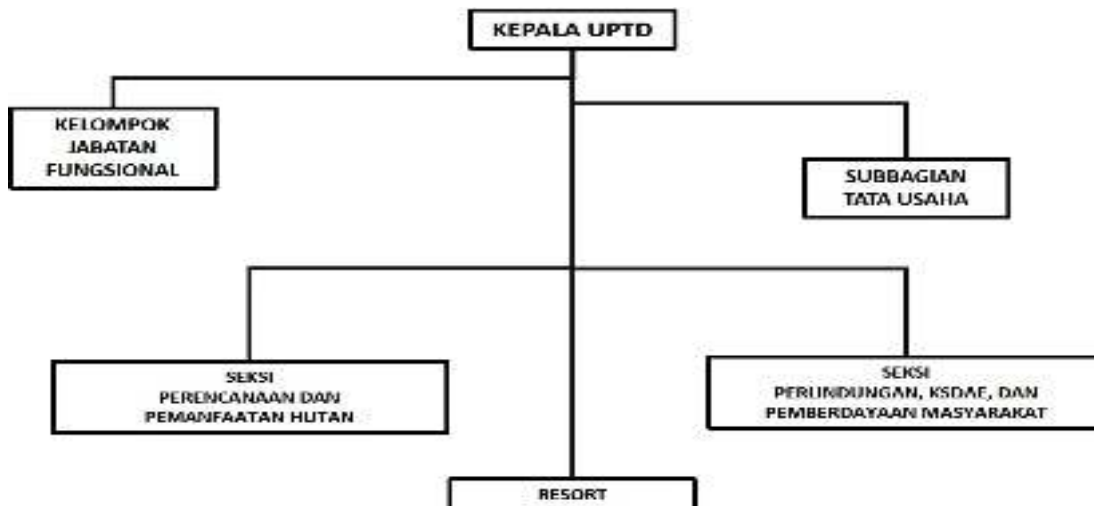 KEPALA UPTD
KELOMPOK
JABATAN
FUNGSIONAL
SUBBAGIAN
TATA USAHA
SEKSI
PERENCANAAN DAN
PEMANFAATAN HUTAN
SEKSI
PERLINDUNGAN, KSDAE, DAN
PEMBERDAYAAN MASYARAKAT
RESORT